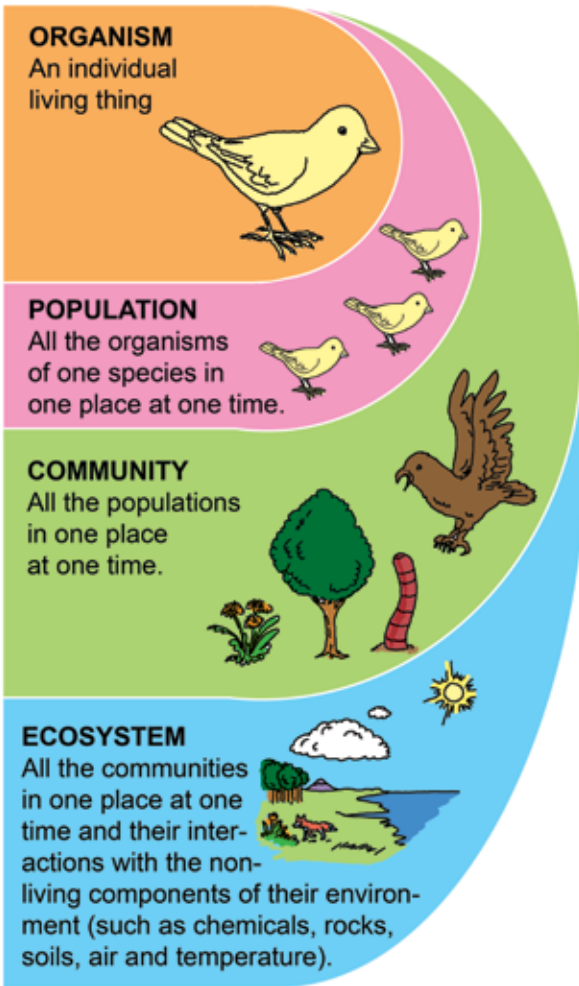 ORGANISM
An individual
living thing
POPULATION
All the organisms
of one species in
one place at one time.
COMMUNITY
All the populations
in one place
at one time.
ECOSYSTEM
All the communities
in one place at one
time and their inter-
actions with the non-
living components of their environ-
ment (such as chemicals, rocks,
soils, air and temperature).